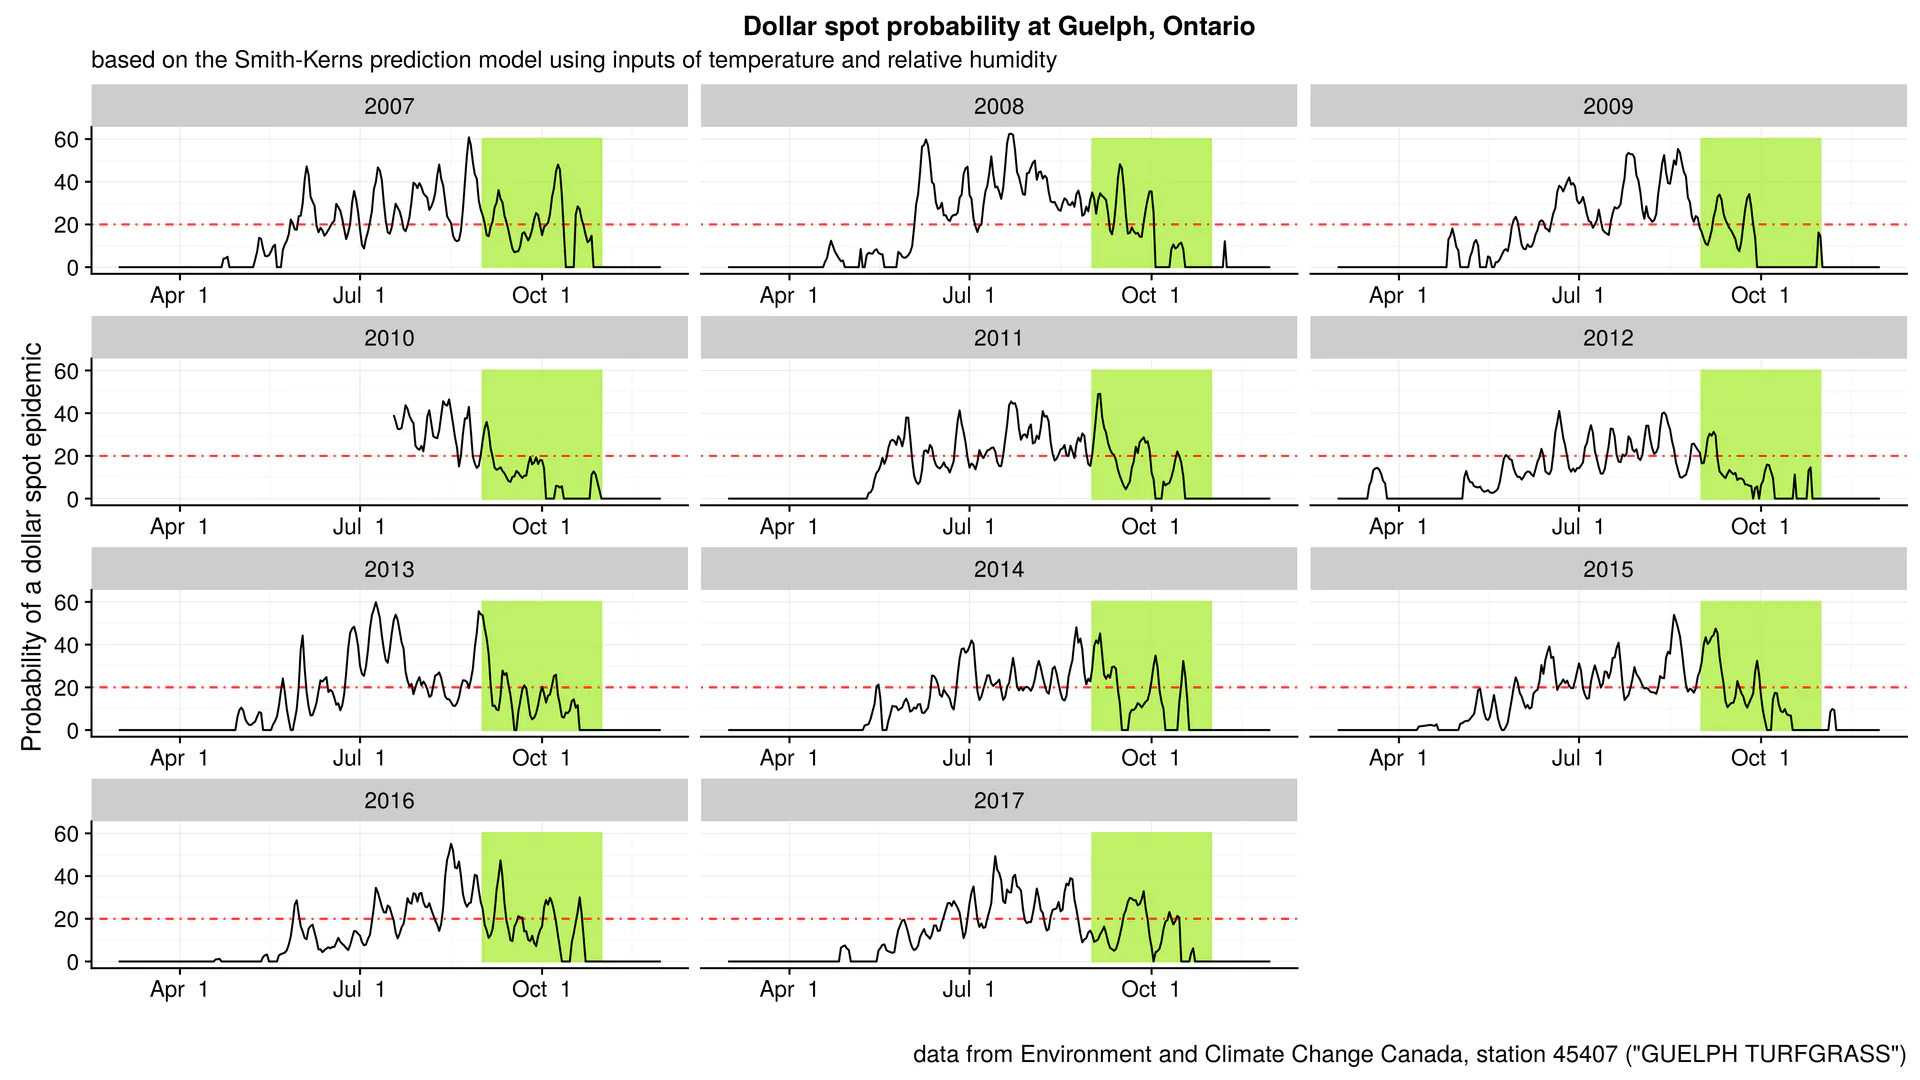 Dollar spot probability at Guelph, Ontario
based on the Smith-Kerns prediction model using inputs of temperature and relative humidity
Probability of a dollar spot epidemic
2007 2008 2009
60
40
20
0
Apr 1 Jul 1 Oct 1 Apr 1 Jul 1 Oct 1 Apr 1 Jul 1 Oct 1
2010 2011 2012
60
40
20
0
Apr 1 Jul 1 Oct 1 Apr 1 Jul 1 Oct 1 Apr 1 Jul 1 Oct 1
2013 2014 2015
60
40
20
0
Apr 1 Jul 1 Oct 1 Apr 1 Jul 1 Oct 1 Apr 1 Jul 1 Oct 1
2016 2017
60
40
20
0
Apr 1 Jul 1 Oct 1 Apr 1 Jul 1 Oct 1
data from Environment and Climate Change Canada, station 45407 ("GUELPH TURFGRASS")